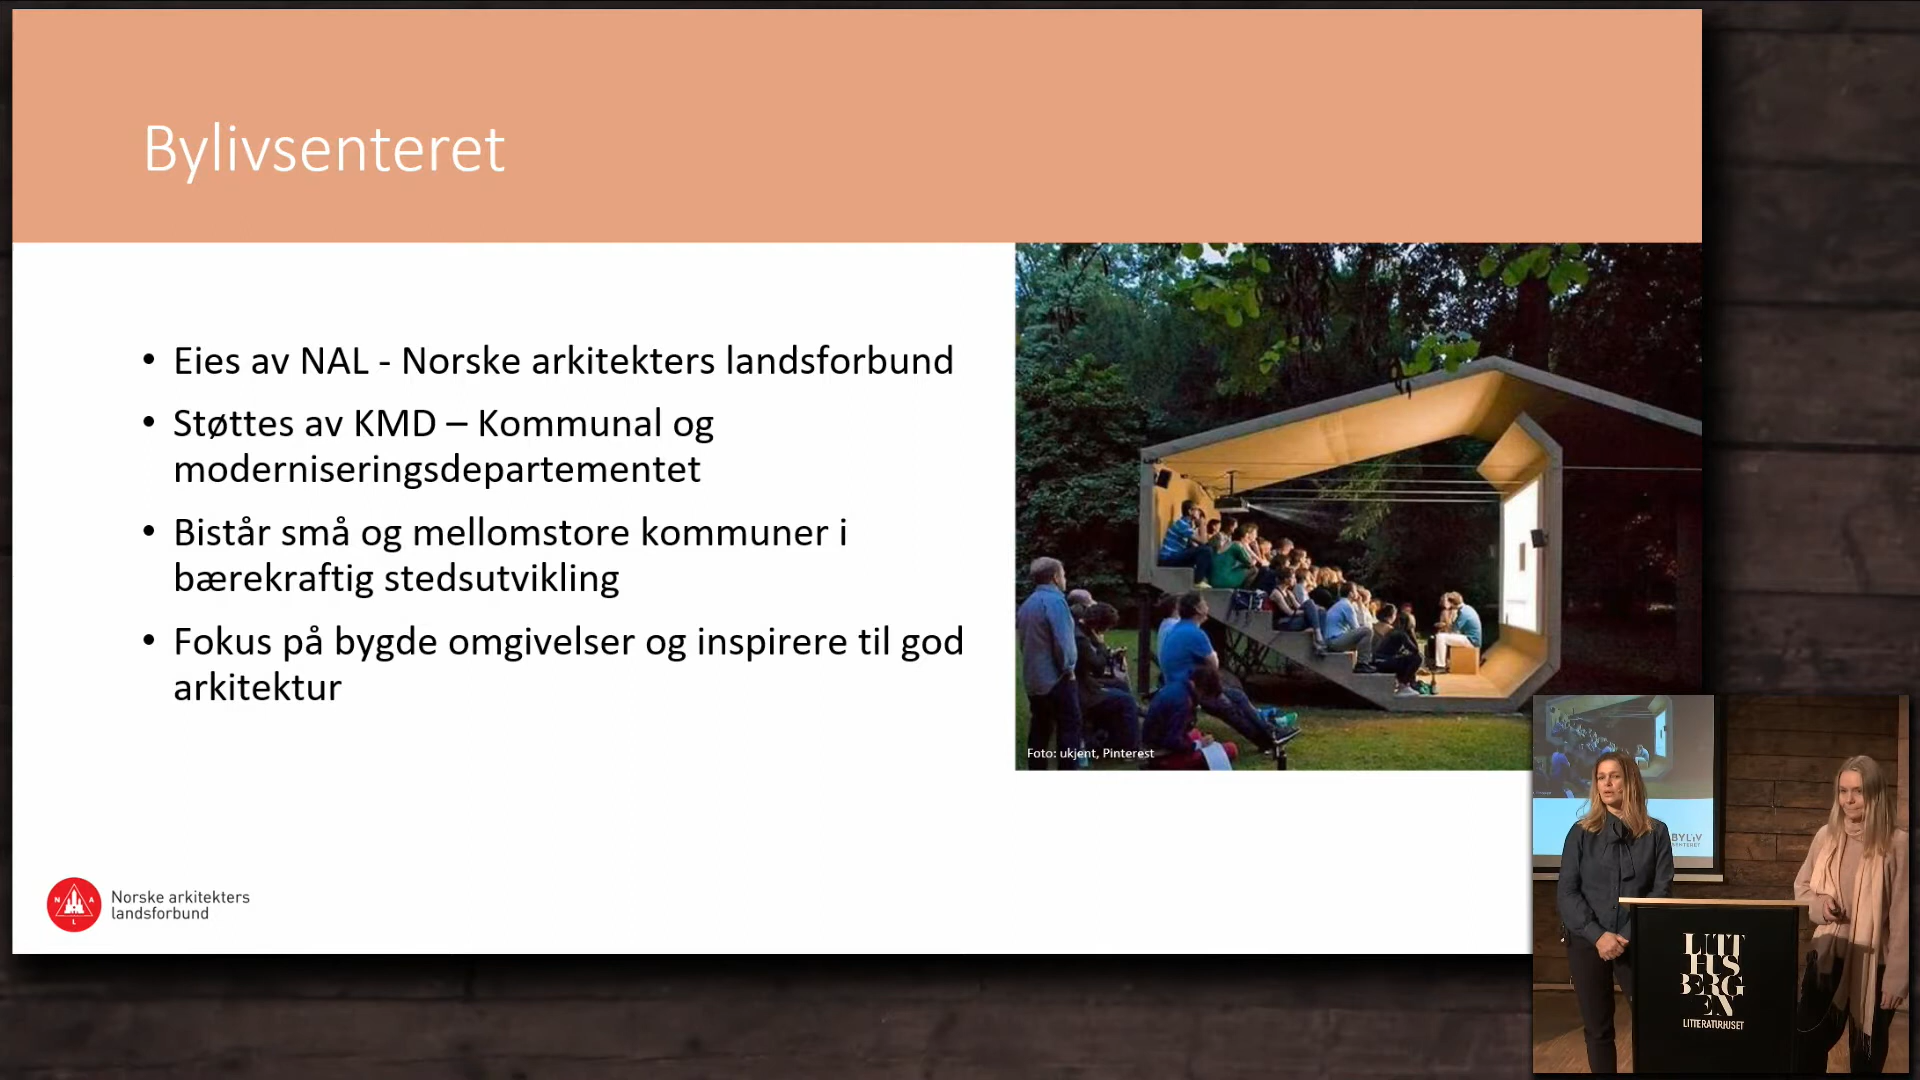 Bylivsenteret
• Eies av NAL - Norske arkitekters landsforbund
• Støttes av KMD – Kommunal og
moderniseringsdepartementet
• Bistår små og mellomstore kommuner i
bærekraftig stedsutvikling
• Fokus på bygde omgivelser og inspirere til god
arkitektur
Foto: ukjent, Pinterest
N A
L
Norske arkitekters
landsforbund
BYLIV
SENTERET
LITT
HUS
BERG
EN
LITTERATURHUSET